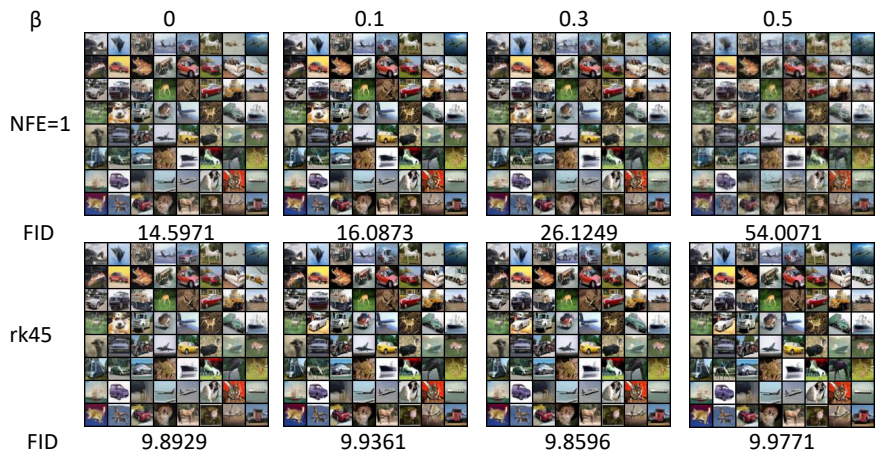 β 0 0.1 0.3 0.5
NFE=1
FID 14.5971 16.0873 26.1249 54.0071
rk45
FID 9.8929 9.9361 9.8596 9.9771